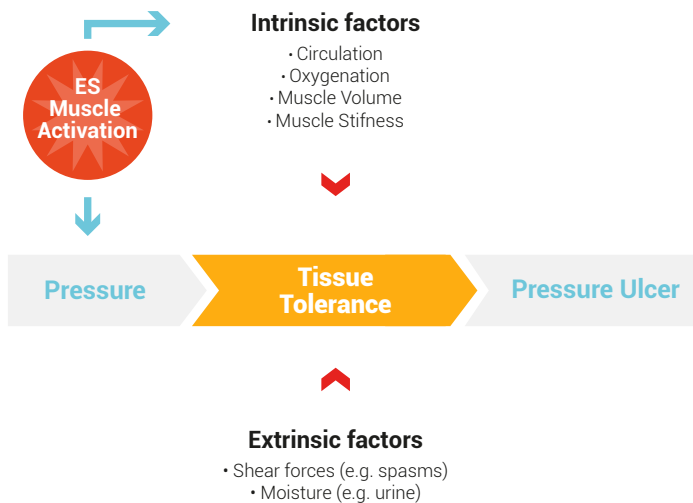 Intrinsic factors
• Circulation
• Oxygenation
• Muscle Volume
• Muscle Stifness
ES
Muscle
Activation
Pressure
Tissue
Tolerance
Pressure Ulcer
Extrinsic factors
• Shear forces (e.g. spasms)
• Moisture (e.g. urine)